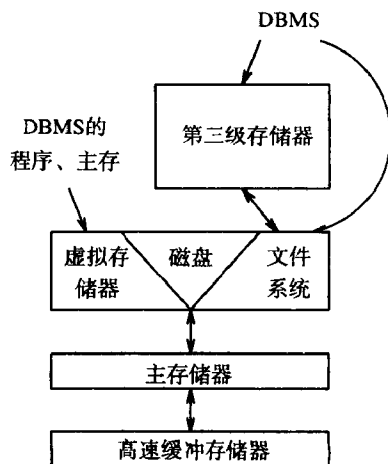 DBMS
第三级存储器
DBMS的
程序、主存
虚拟存
储器
磁盘
文件
系统
主存储器
高速缓冲存储器